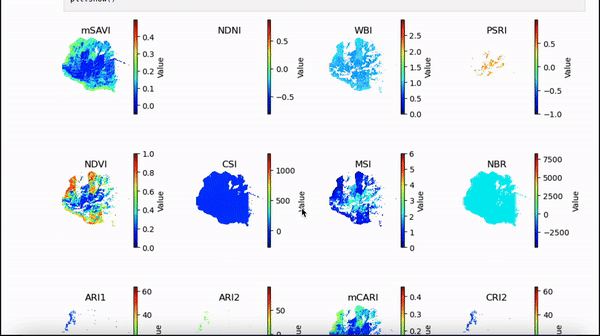 plt.show()
mSAVI NDNI WBI PSRI
0.4 0.3 0.2 0.1 0.0 Value
0.5 0.0 −0.5 Value
2.5 2.0 1.5 1.0 0.5 0.0 Value
0.5 0.0 −0.5 −1.0 Value
NDVI CSI MSI NBR
1.0 0.8 0.6 0.4 0.2 0.0 Value
1000 500 0 Value
6 5 4 3 2 1 0 Value
7500 5000 2500 0 −2500 Value
ARI1 ARI2 mCARI CRI2
60 40
50
0.4 0.3 0.2
60 40